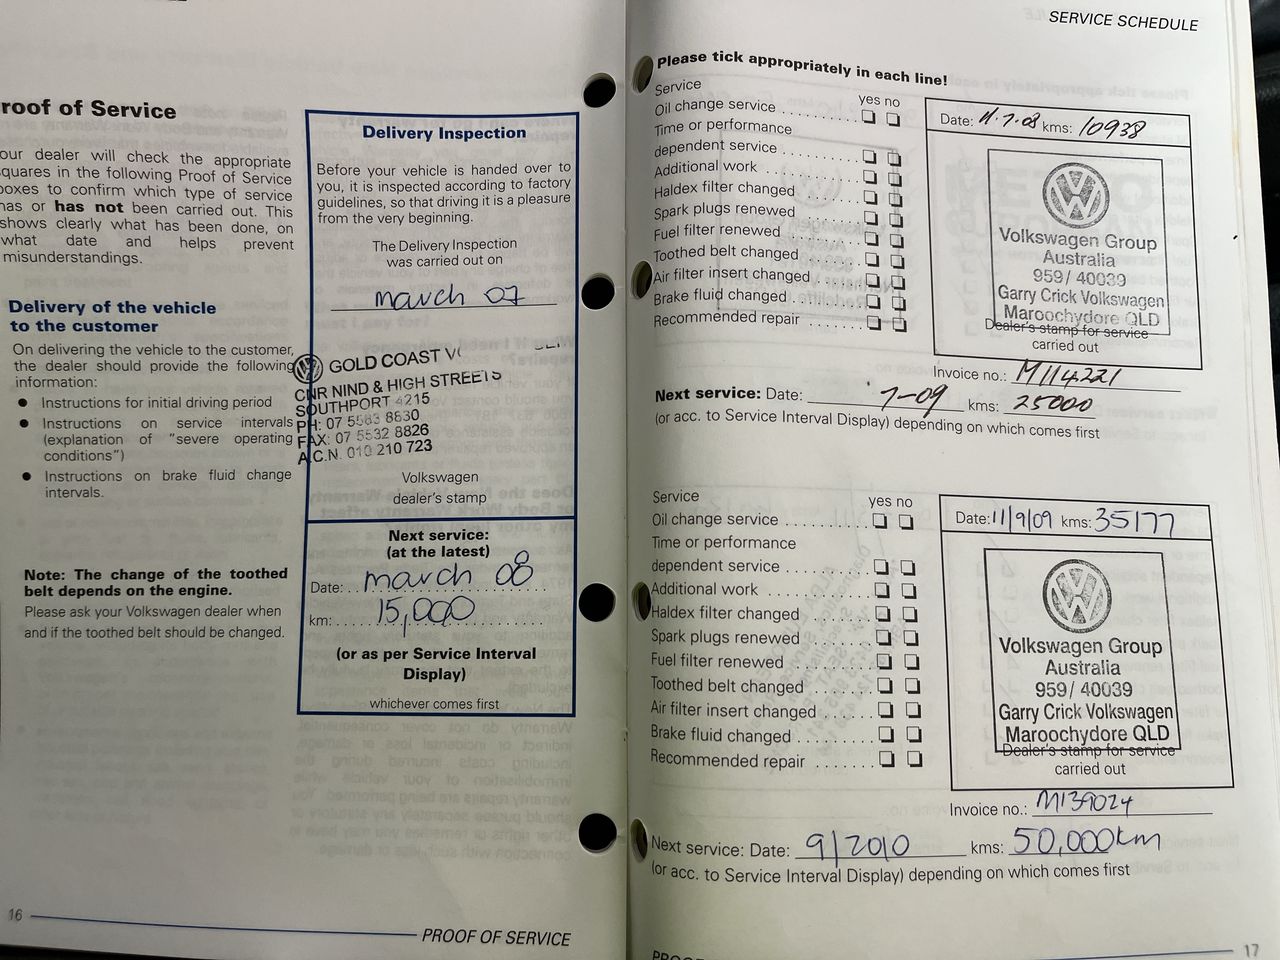 Proof of Service
our dealer will check the appropriate
squares in the following Proof of Service
boxes to confirm which type of service
has or has not been carried out. This
shows clearly what has been done, on
what date and helps prevent
misunderstandings.
Delivery of the vehicle
to the customer
On delivering the vehicle to the customer,
the dealer should provide the following
information:
● Instructions for initial driving period
● Instructions on service intervals
(explanation of "severe operating
conditions")
● Instructions on brake fluid change
intervals.
Note: The change of the toothed
belt depends on the engine.
Please ask your Volkswagen dealer when
and if the toothed belt should be changed.
16
PROOF OF SERVICE
Delivery Inspection
Before your vehicle is handed over to
you, it is inspected according to factory
guidelines, so that driving it is a pleasure
from the very beginning.
The Delivery Inspection
was carried out on
march 07
GOLD COAST
CNR NIND & HIGH STREETS
SOUTHPORT 4215
PH: 07 5583 8830
FAX: 07 5532 8826
A.C.N. 010 210 723
Volkswagen
dealer's stamp
Next service:
(at the latest)
Date: march 08
km: 15,000
(or as per Service Interval
Display)
whichever comes first
SERVICE SCHEDULE
Please tick appropriately in each line!
Service
yes no
Oil change service
Time or performance
dependent service
Additional work
Haldex filter changed
Spark plugs renewed
Fuel filter renewed
Toothed belt changed
Air filter insert changed
Brake fluid changed
Recommended repair
Date: 11.7.08 kms: 10938
Volkswagen Group
Australia
959/ 40039
Garry Crick Volkswagen
Maroochydore QLD
Dealer's stamp for service
carried out
Invoice no.: M114221
Next service: Date: 7-09 kms: 25000
(or acc. to Service Interval Display) depending on which comes first
Service
yes no
Oil change service
Time or performance
dependent service
Additional work
Haldex filter changed
Spark plugs renewed
Fuel filter renewed
Toothed belt changed
Air filter insert changed
Brake fluid changed
Recommended repair
Date: 11/9/09 kms: 35177
Volkswagen Group
Australia
959/ 40039
Garry Crick Volkswagen
Maroochydore QLD
Dealer's stamp for service
carried out
Invoice no.: M139024
Next service: Date: 9/2010 kms: 50,000km
(or acc. to Service Interval Display) depending on which comes first
17